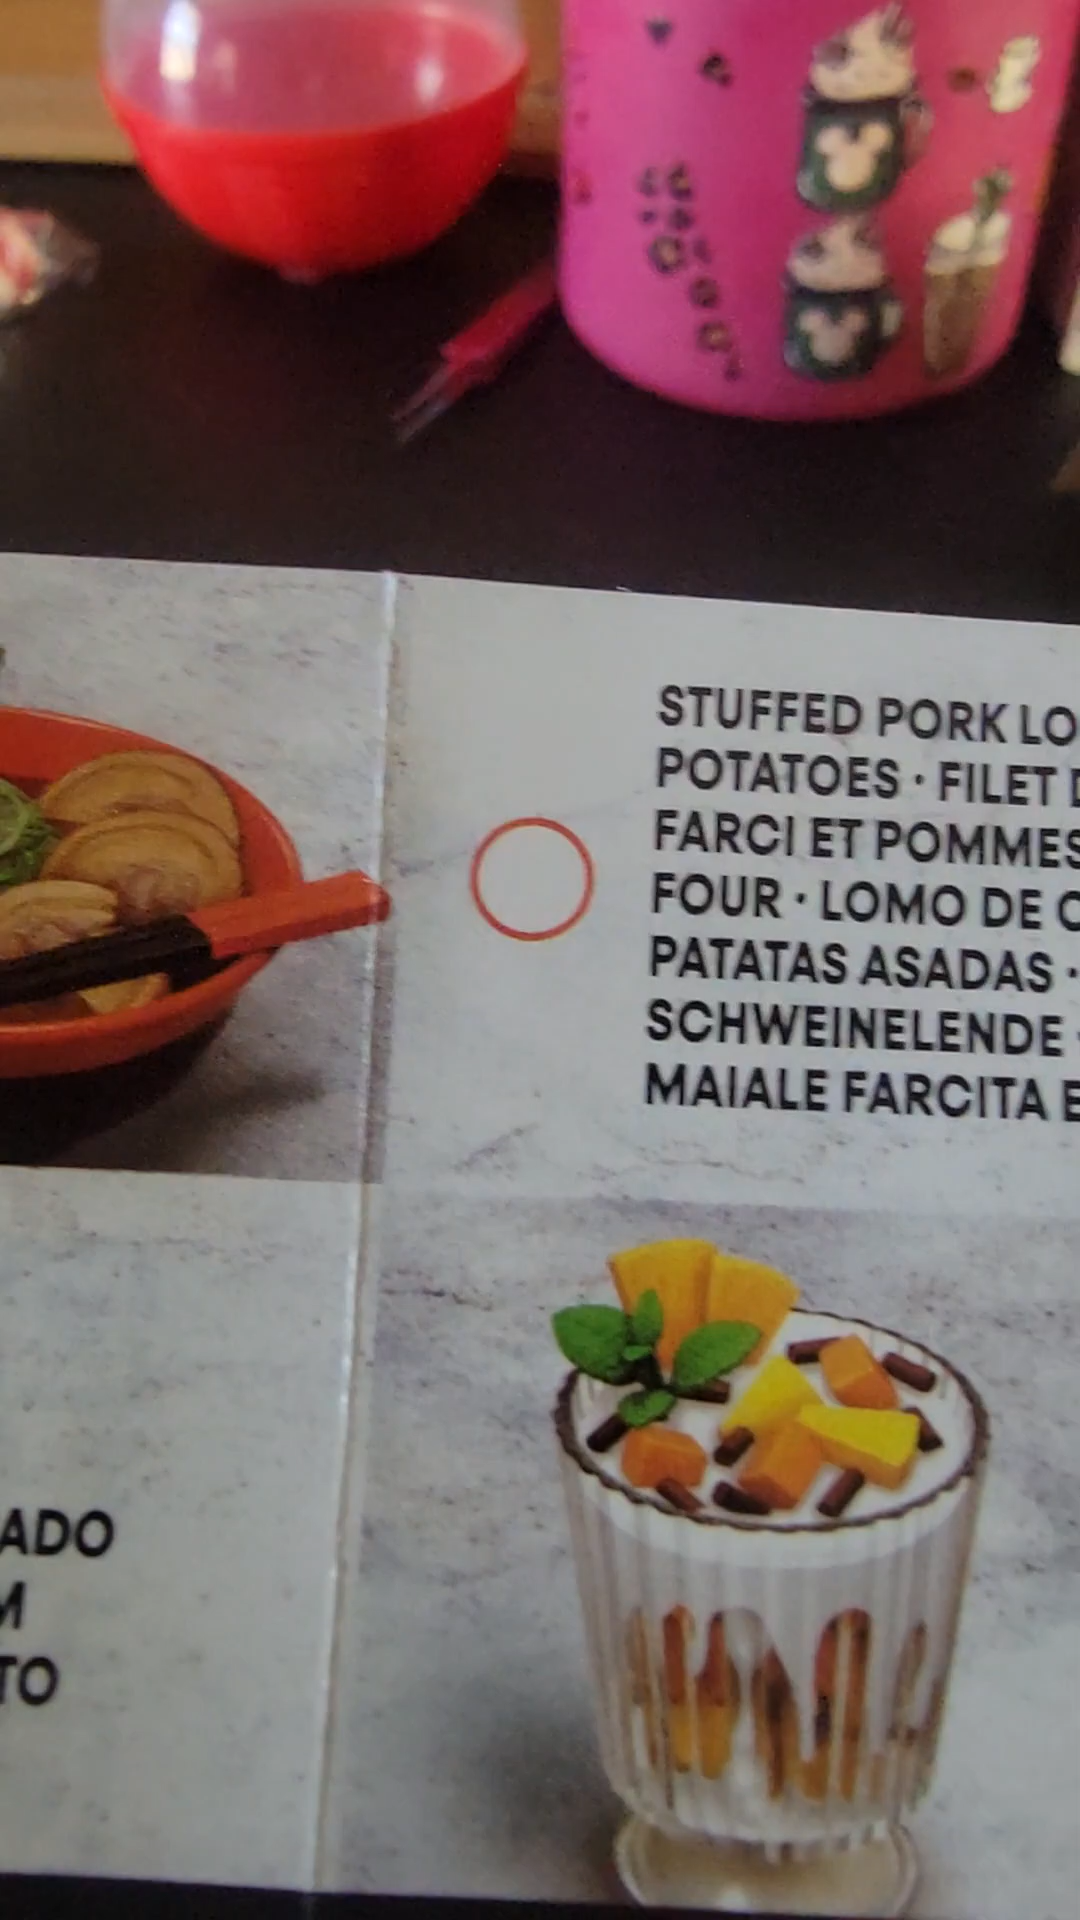 STUFFED PORK LO
POTATOES · FILET D
FARCI ET POMMES
FOUR · LOMO DE C
PATATAS ASADAS ·
SCHWEINELENDE ·
MAIALE FARCITA E
ADO
M
TO